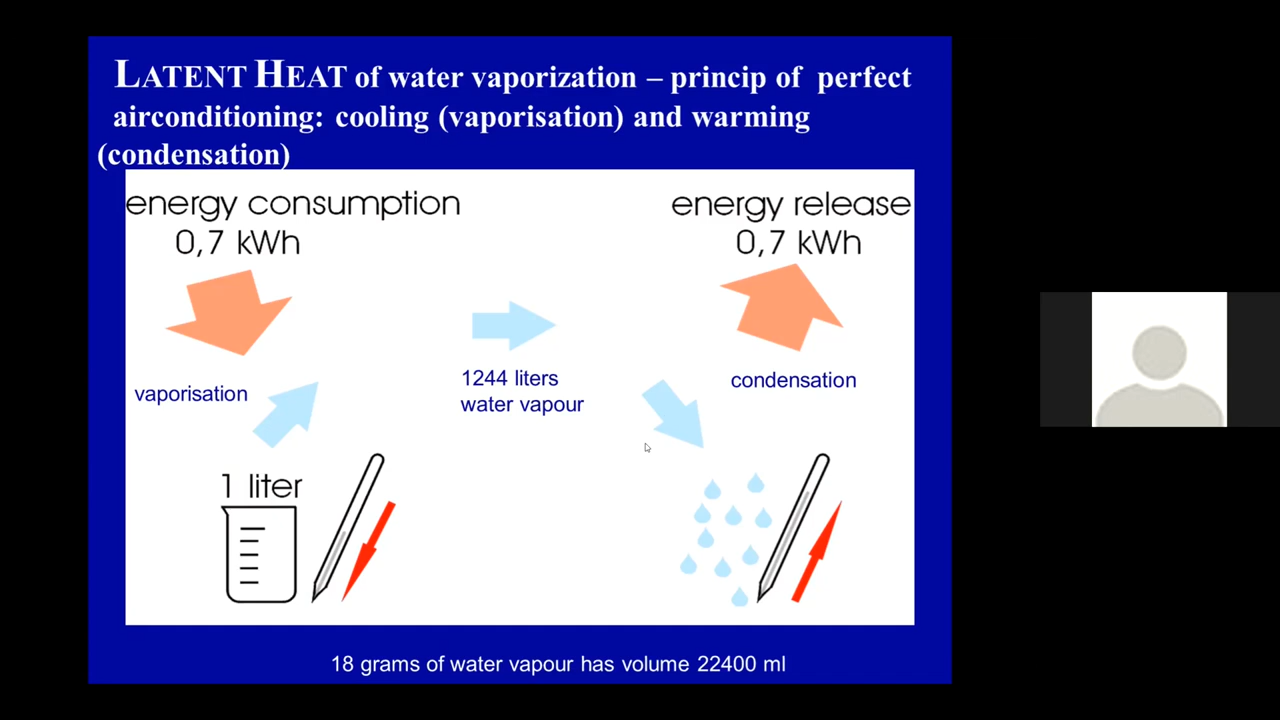 LATENT HEAT of water vaporization – princip of perfect
airconditioning: cooling (vaporisation) and warming
(condensation)
energy consumption
0,7 kWh
energy release
0,7 kWh
vaporisation
1244 liters
water vapour
condensation
1 liter
18 grams of water vapour has volume 22400 ml